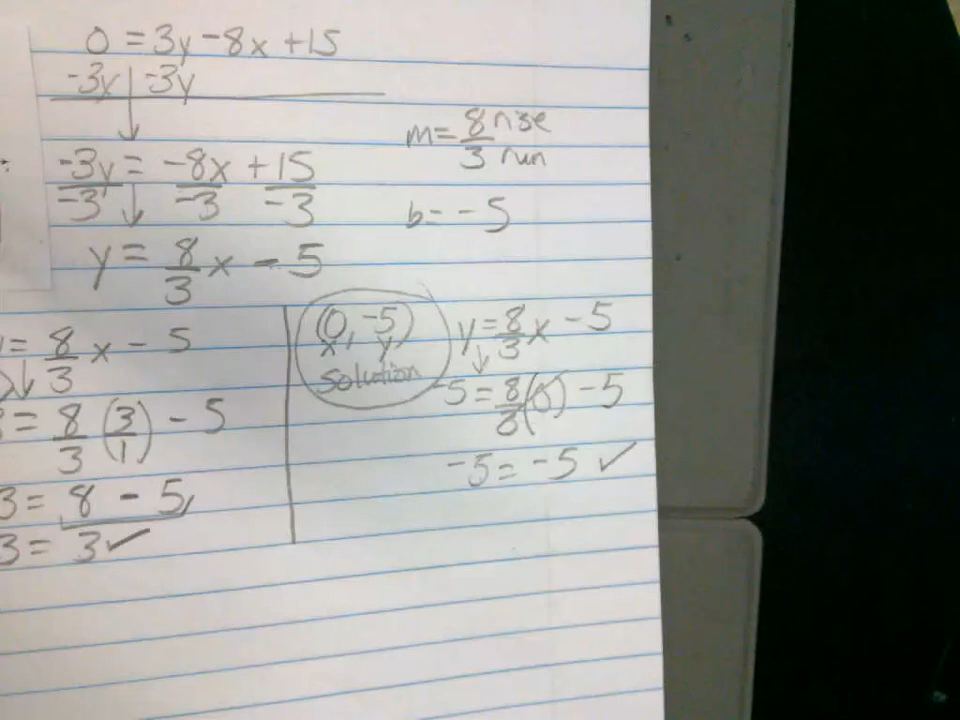 0 = 3y - 8x + 15
-3y | -3y
-3y = -8x + 15
-3 -3 -3
y = 8/3 x - 5
m = 8/3 rise run
b = -5
= 8/3 x - 5
= 8/3 (3/1) - 5
3 = 8 - 5
3 = 3 ✓
(0, -5)
x, y
solution
y = 8/3 x - 5
-5 = 8/3 (0) - 5
-5 = -5 ✓